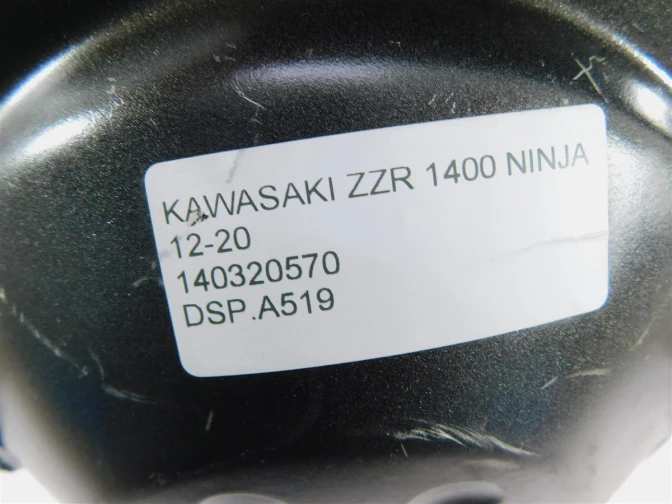 KAWASAKI ZZR 1400 NINJA
12-20
140320570
DSP.A519